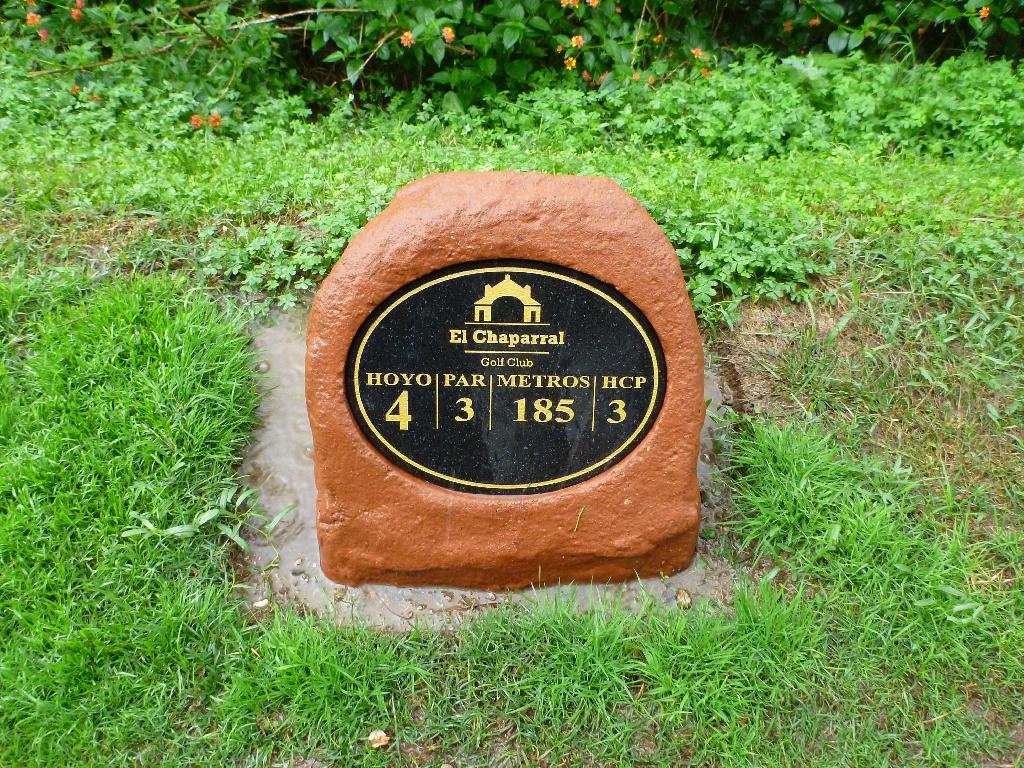 El Chaparral
Golf Club
HOYO PAR METROS HCP
4 3 185 3